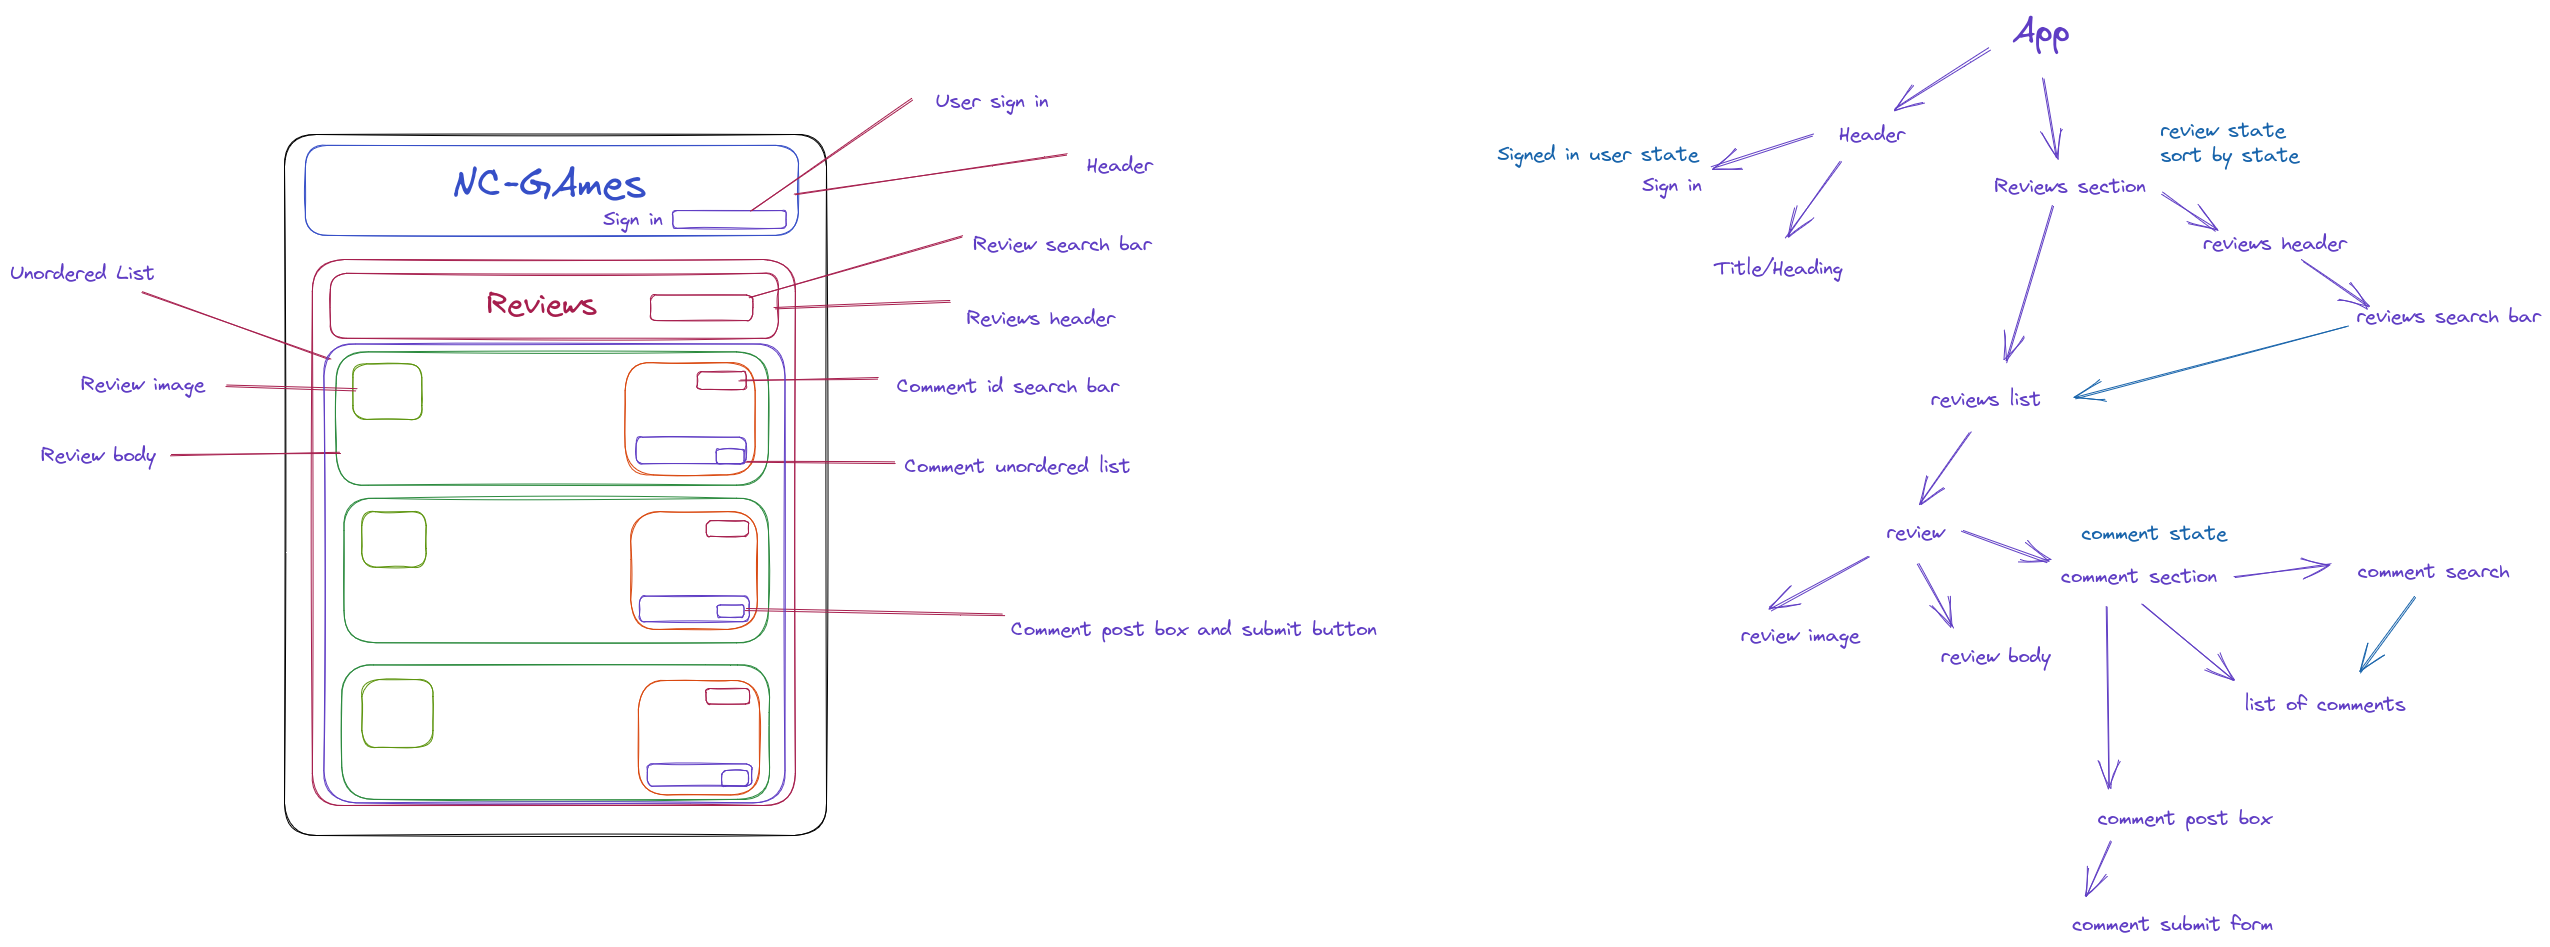 User sign in
Header
NC-GAmes
Sign in
Review search bar
Unordered List
Reviews
Reviews header
Review image
Comment id search bar
Review body
Comment unordered list
Comment post box and submit button
App
Header
review state
sort by state
Signed in user state
Sign in
Reviews section
reviews header
Title/Heading
reviews search bar
reviews list
review
comment state
comment section
comment search
review image
review body
list of comments
comment post box
comment submit form